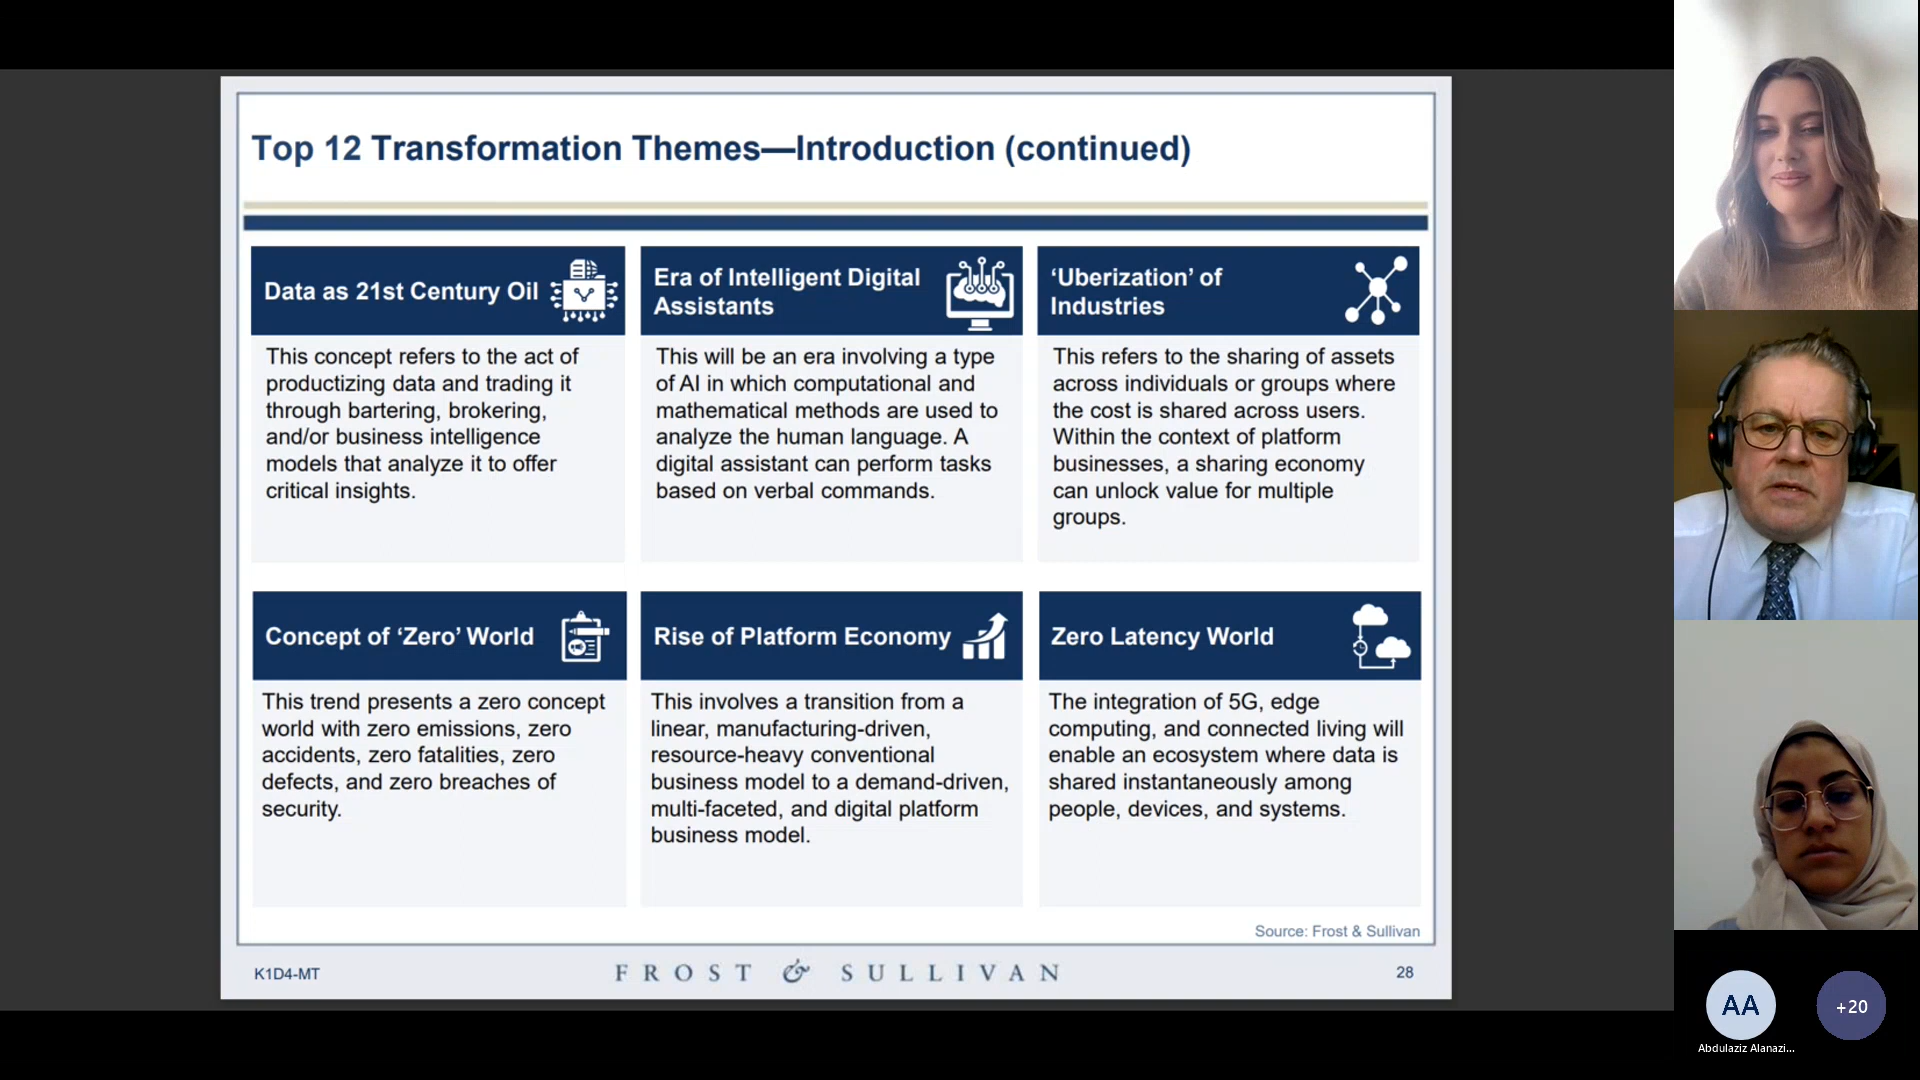 Top 12 Transformation Themes—Introduction (continued)
Data as 21st Century Oil
This concept refers to the act of
productizing data and trading it
through bartering, brokering,
and/or business intelligence
models that analyze it to offer
critical insights.
Era of Intelligent Digital
Assistants
This will be an era involving a type
of AI in which computational and
mathematical methods are used to
analyze the human language. A
digital assistant can perform tasks
based on verbal commands.
‘Uberization’ of
Industries
This refers to the sharing of assets
across individuals or groups where
the cost is shared across users.
Within the context of platform
businesses, a sharing economy
can unlock value for multiple
groups.
Concept of ‘Zero’ World
This trend presents a zero concept
world with zero emissions, zero
accidents, zero fatalities, zero
defects, and zero breaches of
security.
Rise of Platform Economy
This involves a transition from a
linear, manufacturing-driven,
resource-heavy conventional
business model to a demand-driven,
multi-faceted, and digital platform
business model.
Zero Latency World
The integration of 5G, edge
computing, and connected living will
enable an ecosystem where data is
shared instantaneously among
people, devices, and systems.
Source: Frost & Sullivan
K1D4-MT
FROST & SULLIVAN
28
AA
+20
Abdulaziz Alanazi...